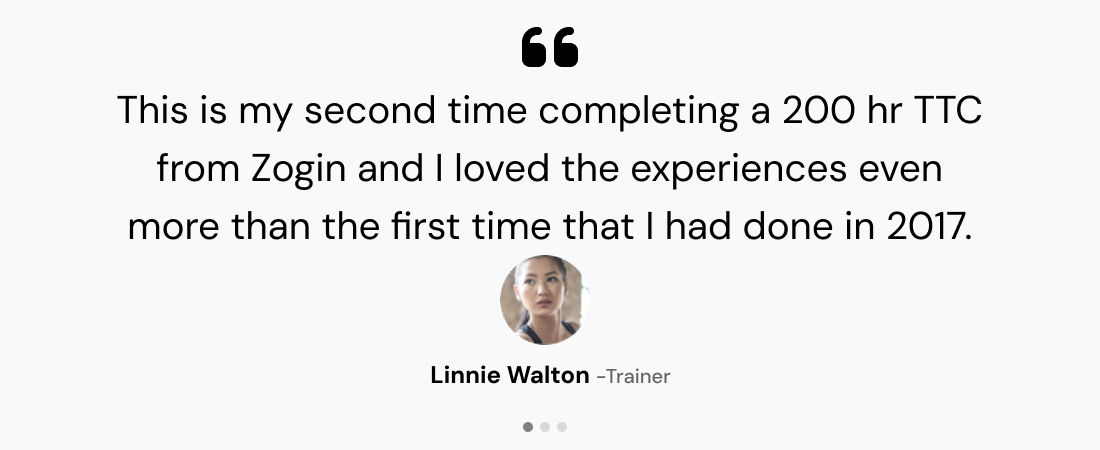 This is my second time completing a 200 hr TTC
from Zogin and I loved the experiences even
more than the first time that I had done in 2017.
Linnie Walton -Trainer